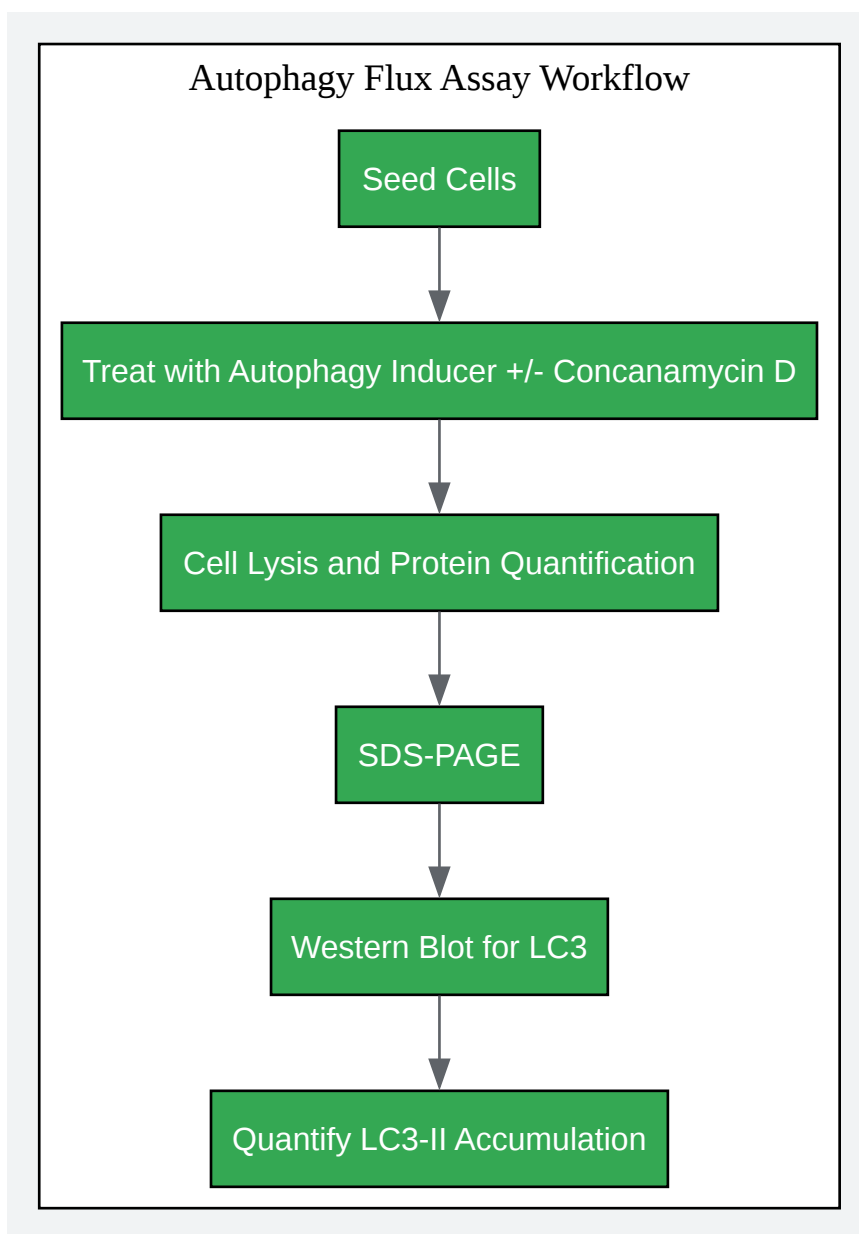 Autophagy Flux Assay Workflow
Seed Cells
Treat with Autophagy Inducer +/- Concanamycin D
Cell Lysis and Protein Quantification
SDS-PAGE
Western Blot for LC3
Quantify LC3-II Accumulation